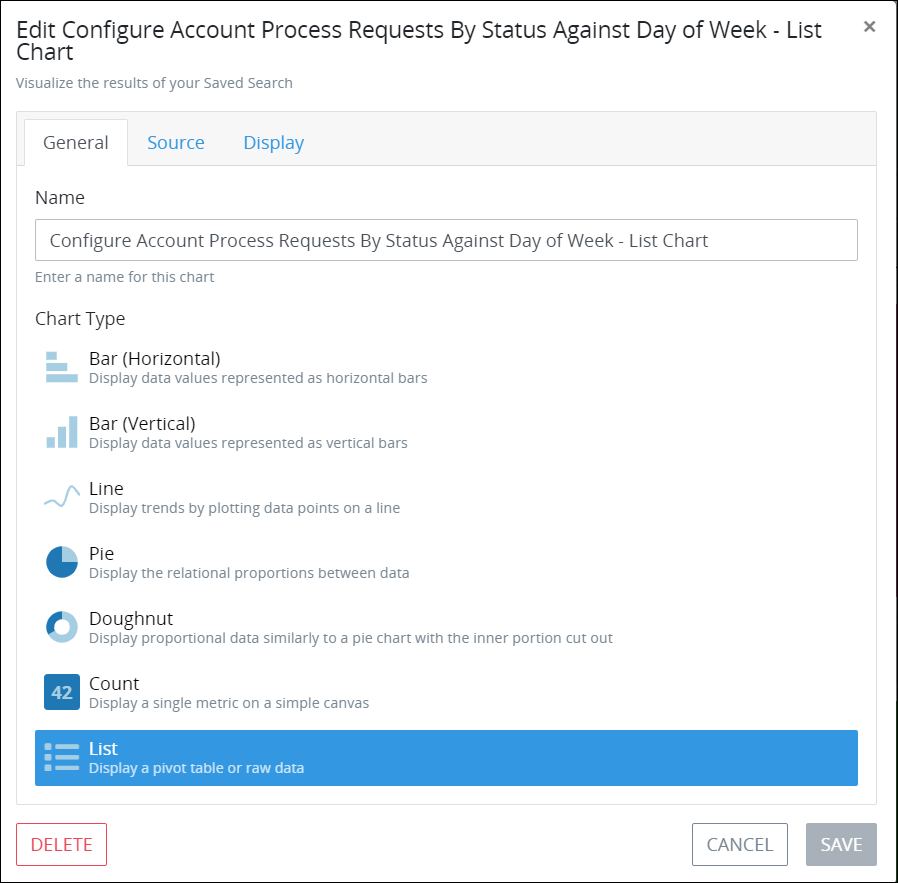 Edit Configure Account Process Requests By Status Against Day of Week - List
Chart
×
Visualize the results of your Saved Search
General Source Display
Name
Configure Account Process Requests By Status Against Day of Week - List Chart
Enter a name for this chart
Chart Type
Bar (Horizontal)
Display data values represented as horizontal bars
Bar (Vertical)
Display data values represented as vertical bars
Line
Display trends by plotting data points on a line
Pie
Display the relational proportions between data
Doughnut
Display proportional data similarly to a pie chart with the inner portion cut out
42
Count
Display a single metric on a simple canvas
List
Display a pivot table or raw data
DELETE CANCEL SAVE